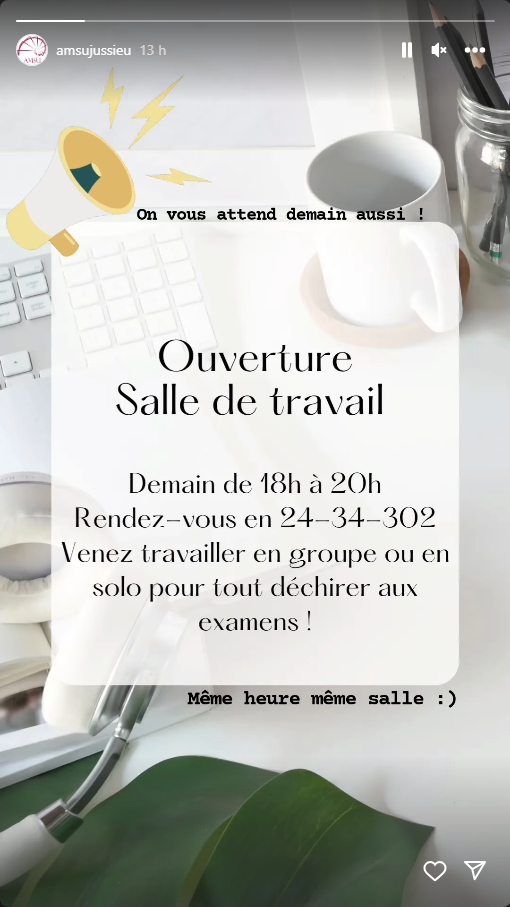 amsujussieu 13 h
AMSU
On vous attend demain aussi !
Ouverture
Salle de travail
Demain de 18h à 20h
Rendez-vous en 24-34-302
Venez travailler en groupe ou en
solo pour tout déchirer aux
examens !
Même heure même salle :)